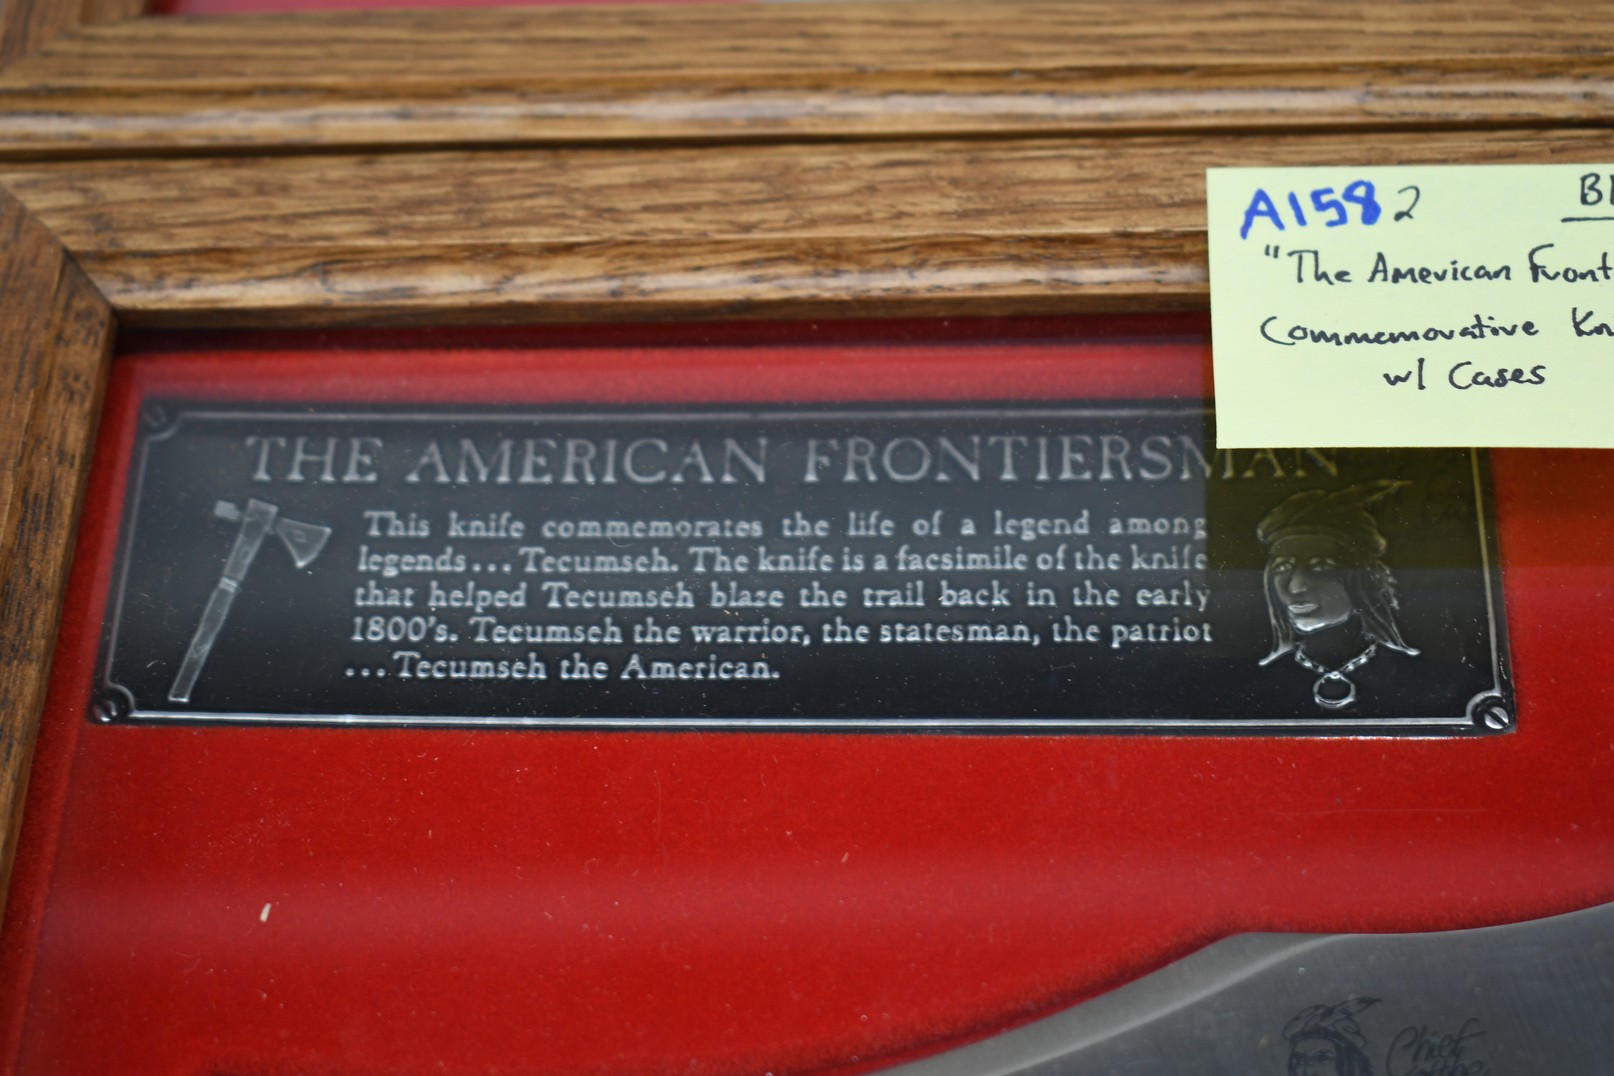 A1582
"The American Front
Commemorative Kn
w/ Cases
THE AMERICAN FRONTIERSMAN
This knife commemorates the life of a legend among
legends... Tecumseh. The knife is a facsimile of the knife
that helped Tecumseh blaze the trail back in the early
1800's. Tecumseh the warrior, the statesman, the patriot
...Tecumseh the American.
Chief